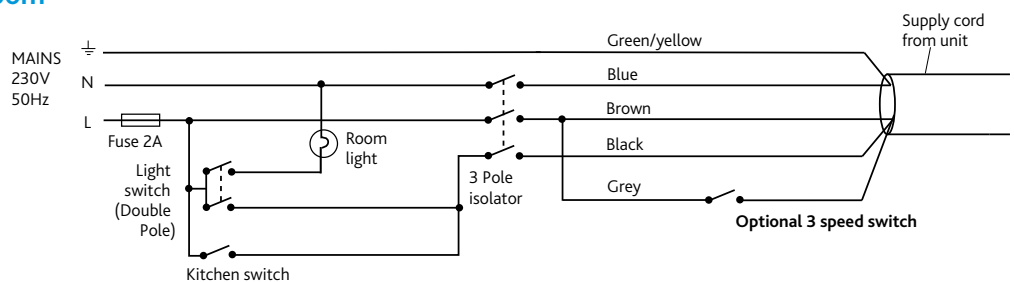 Supply cord
from unit
Green/yellow
MAINS
230V
50Hz
N
Blue
Brown
L
Fuse 2A
Room
light
Black
Light
switch
(Double
Pole)
3 Pole
isolator
Grey
Optional 3 speed switch
Kitchen switch